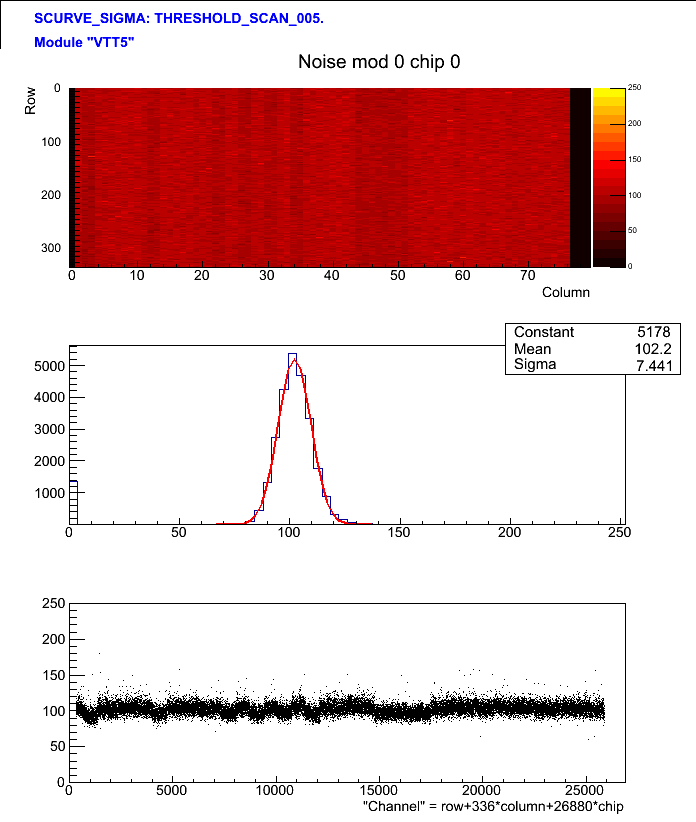 SCURVE_SIGMA: THRESHOLD_SCAN_005.
Module "VTT5"
Noise mod 0 chip 0
Row
0
100
200
300
0 10 20 30 40 50 60 70
Column
250
200
150
100
50
0
Constant 5178
Mean 102.2
Sigma 7.441
5000
4000
3000
2000
1000
0 50 100 150 200 250
250
200
150
100
50
0
0 5000 10000 15000 20000 25000
"Channel" = row+336*column+26880*chip